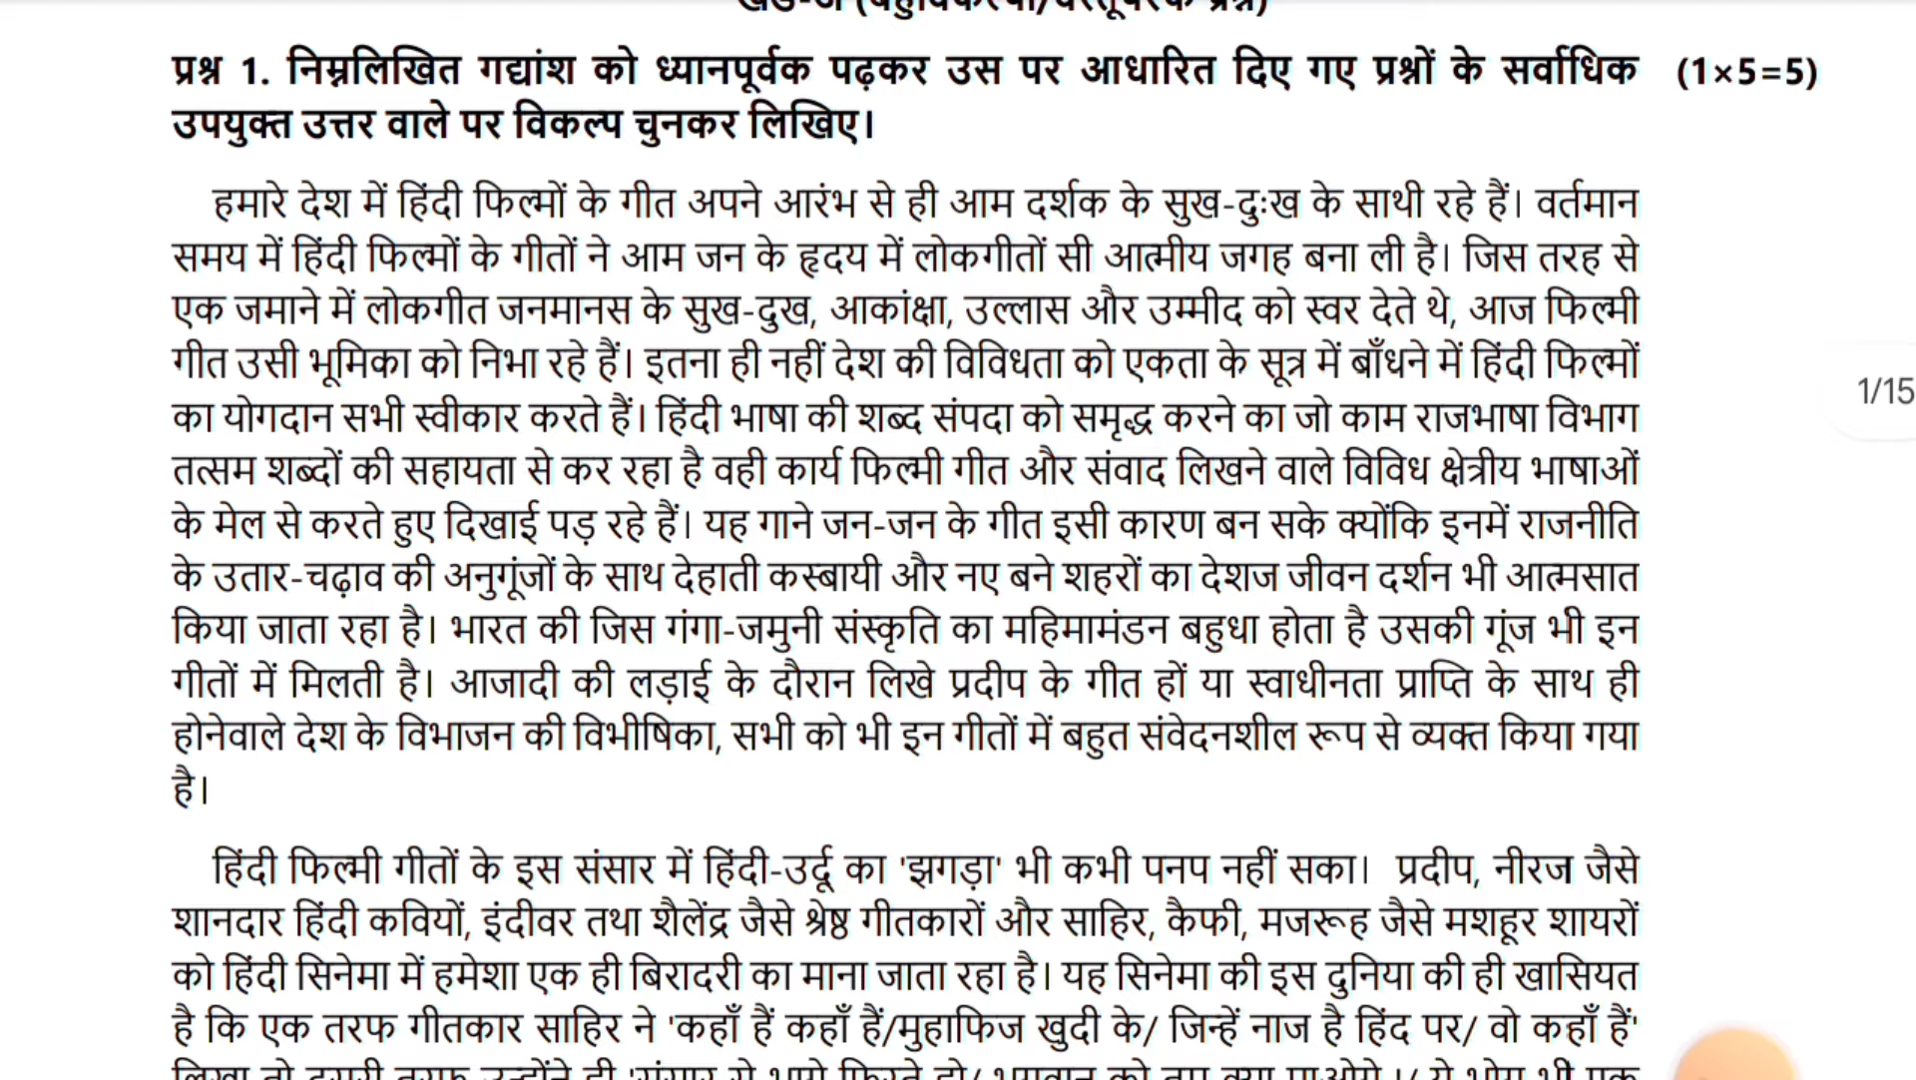 प्रश्न 1. निम्नलिखित गद्यांश को ध्यानपूर्वक पढ़कर उस पर आधारित दिए गए प्रश्नों के सर्वाधिक (1×5=5)
उपयुक्त उत्तर वाले पर विकल्प चुनकर लिखिए।
हमारे देश में हिंदी फिल्मों के गीत अपने आरंभ से ही आम दर्शक के सुख-दुःख के साथी रहे हैं। वर्तमान
समय में हिंदी फिल्मों के गीतों ने आम जन के हृदय में लोकगीतों सी आत्मीय जगह बना ली है। जिस तरह से
एक जमाने में लोकगीत जनमानस के सुख-दुख, आकांक्षा, उल्लास और उम्मीद को स्वर देते थे, आज फिल्मी
गीत उसी भूमिका को निभा रहे हैं। इतना ही नहीं देश की विविधता को एकता के सूत्र में बाँधने में हिंदी फिल्मों
का योगदान सभी स्वीकार करते हैं। हिंदी भाषा की शब्द संपदा को समृद्ध करने का जो काम राजभाषा विभाग
1/15
तत्सम शब्दों की सहायता से कर रहा है वही कार्य फिल्मी गीत और संवाद लिखने वाले विविध क्षेत्रीय भाषाओं
के मेल से करते हुए दिखाई पड़ रहे हैं। यह गाने जन-जन के गीत इसी कारण बन सके क्योंकि इनमें राजनीति
के उतार-चढ़ाव की अनुगूंजों के साथ देहाती कस्बायी और नए बने शहरों का देशज जीवन दर्शन भी आत्मसात
किया जाता रहा है। भारत की जिस गंगा-जमुनी संस्कृति का महिमामंडन बहुधा होता है उसकी गूंज भी इन
गीतों में मिलती है। आजादी की लड़ाई के दौरान लिखे प्रदीप के गीत हों या स्वाधीनता प्राप्ति के साथ ही
होनेवाले देश के विभाजन की विभीषिका, सभी को भी इन गीतों में बहुत संवेदनशील रूप से व्यक्त किया गया
है।
हिंदी फिल्मी गीतों के इस संसार में हिंदी-उर्दू का 'झगड़ा' भी कभी पनप नहीं सका। प्रदीप, नीरज जैसे
शानदार हिंदी कवियों, इंदीवर तथा शैलेंद्र जैसे श्रेष्ठ गीतकारों और साहिर, कैफी, मजरूह जैसे मशहूर शायरों
को हिंदी सिनेमा में हमेशा एक ही बिरादरी का माना जाता रहा है। यह सिनेमा की इस दुनिया की ही खासियत
है कि एक तरफ गीतकार साहिर ने 'कहाँ हैं कहाँ हैं/मुहाफिज खुदी के/ जिन्हें नाज है हिंद पर/ वो कहाँ हैं'